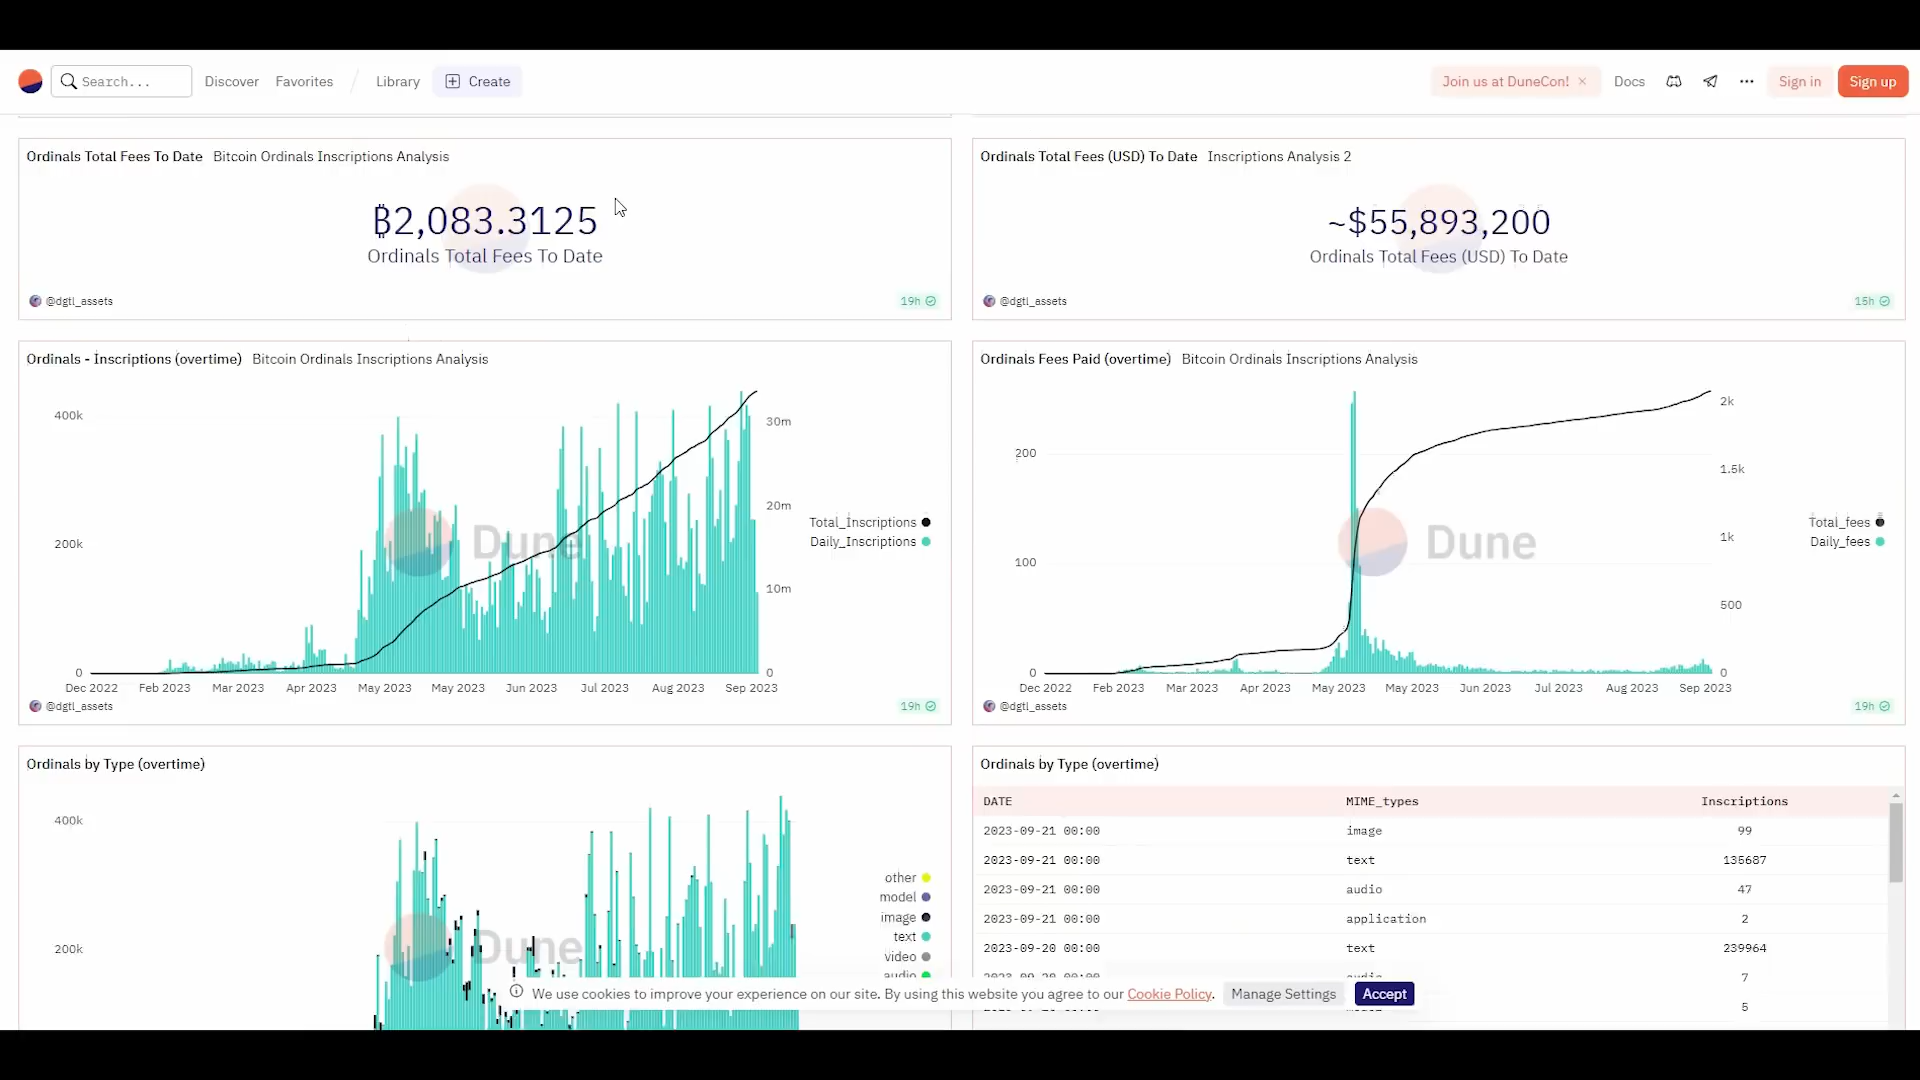 Search...
Discover
Favorites
Library
Create
Join us at DuneCon! ×
Docs
Sign in
Sign up
Ordinals Total Fees To Date Bitcoin Ordinals Inscriptions Analysis
₿2,083.3125
Ordinals Total Fees To Date
@dgtl_assets
19h
Ordinals Total Fees (USD) To Date Inscriptions Analysis 2
~$55,893,200
Ordinals Total Fees (USD) To Date
@dgtl_assets
15h
Ordinals - Inscriptions (overtime) Bitcoin Ordinals Inscriptions Analysis
400k
200k
0
30m
20m
10m
0
Dune
Total_Inscriptions
Daily_Inscriptions
Dec 2022 Feb 2023 Mar 2023 Apr 2023 May 2023 May 2023 Jun 2023 Jul 2023 Aug 2023 Sep 2023
@dgtl_assets
19h
Ordinals Fees Paid (overtime) Bitcoin Ordinals Inscriptions Analysis
200
100
0
2k
1.5k
1k
500
0
Dune
Total_fees
Daily_fees
Dec 2022 Feb 2023 Mar 2023 Apr 2023 May 2023 May 2023 Jun 2023 Jul 2023 Aug 2023 Sep 2023
@dgtl_assets
19h
Ordinals by Type (overtime)
400k
200k
Dune
other
model
image
text
video
audio
Ordinals by Type (overtime)
DATE MIME_types Inscriptions
2023-09-21 00:00 image 99
2023-09-21 00:00 text 135687
2023-09-21 00:00 audio 47
2023-09-21 00:00 application 2
2023-09-20 00:00 text 239964
2023-09-20 00:00 audio 7
5
We use cookies to improve your experience on our site. By using this website you agree to our Cookie Policy.
Manage Settings
Accept